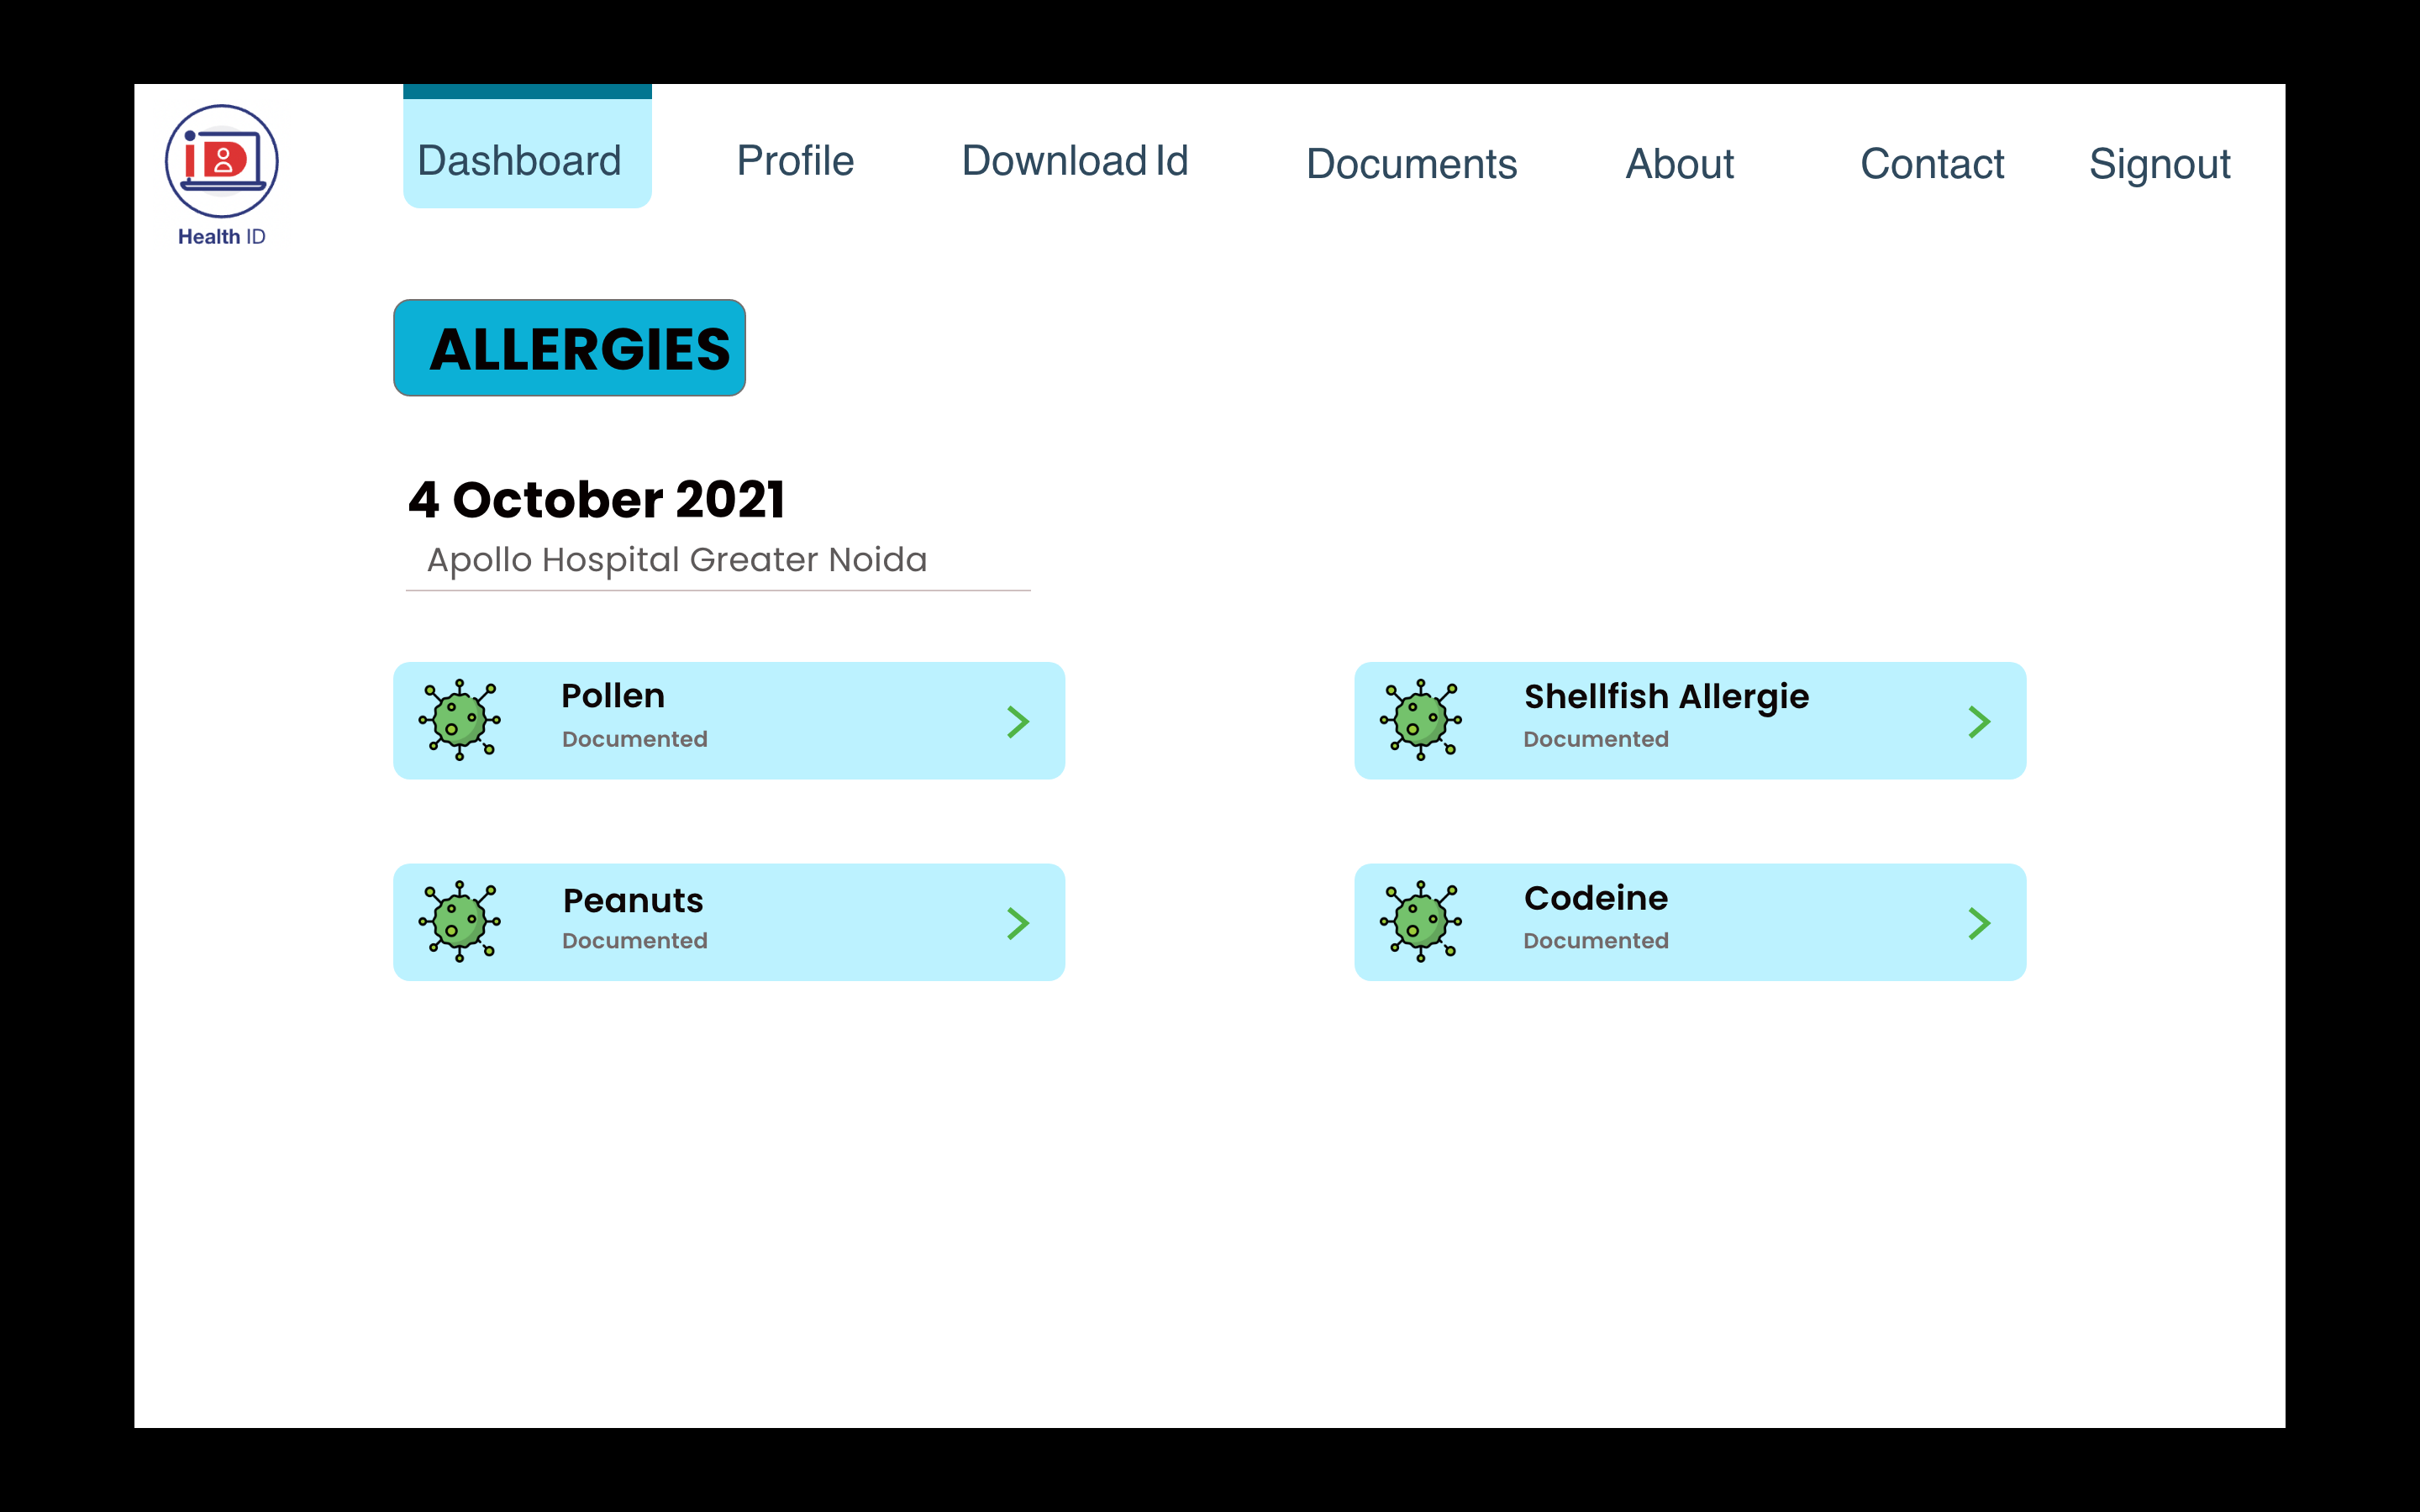 Dashboard Profile Download Id Documents About Contact Signout
iD
Health ID
ALLERGIES
4 October 2021
Apollo Hospital Greater Noida
Pollen
Documented
Shellfish Allergie
Documented
Peanuts
Documented
Codeine
Documented